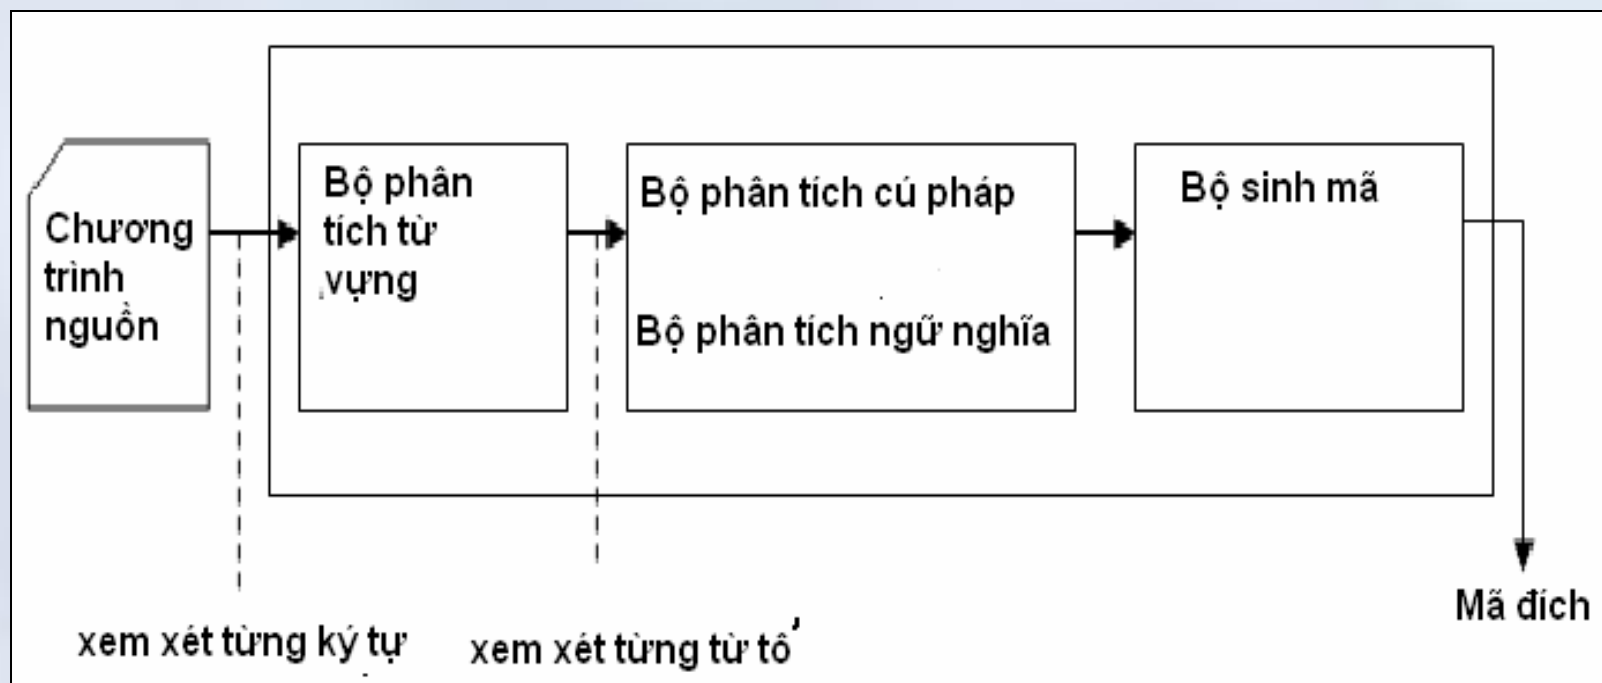 Chương
trình
nguồn
Bộ phân
tích từ
vựng
Bộ phân tích cú pháp
Bộ phân tích ngữ nghĩa
Bộ sinh mã
Mã đích
xem xét từng ký tự
xem xét từng từ tố